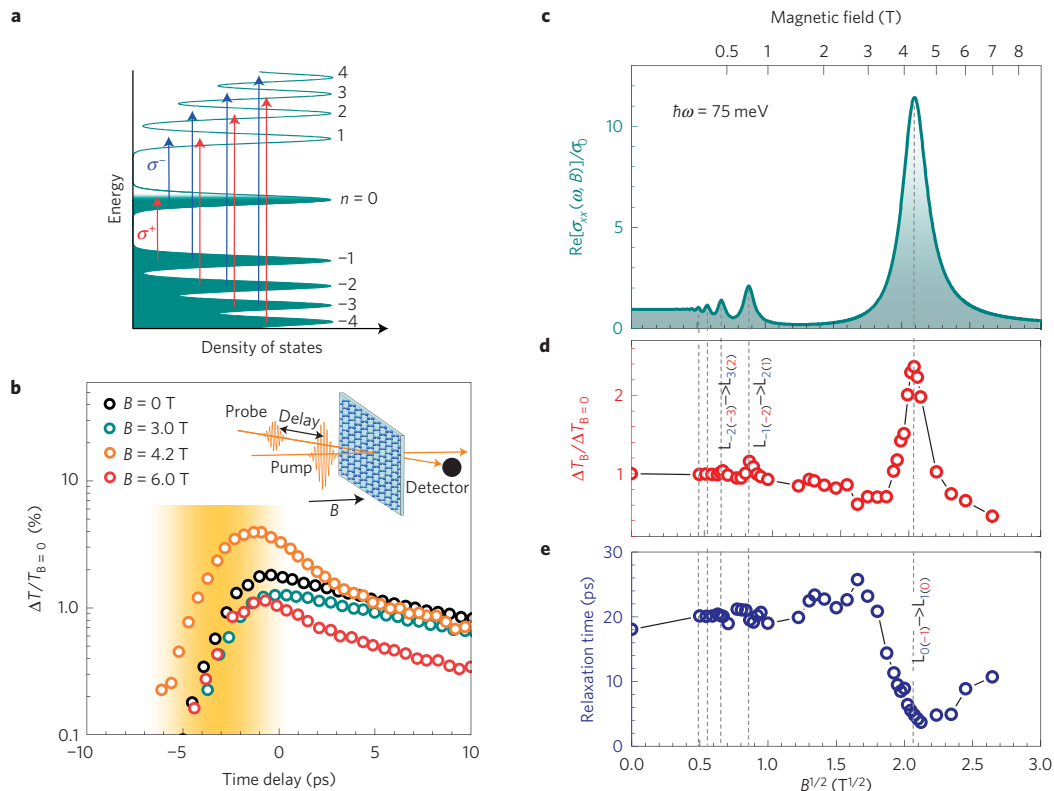 a
Energy
Density of states
4
3
2
1
n = 0
−1
−2
−3
−4
σ−
σ+
b
B = 0 T
B = 3.0 T
B = 4.2 T
B = 6.0 T
Probe
Delay
Pump
B
Detector
ΔT/T B = 0 (%)
10
1.0
0.1
−10
−5
0
5
10
Time delay (ps)
c
Magnetic field (T)
0.5
1
2
3
4
5
6
7
8
ħω = 75 meV
Re[σxx(ω, B)]/σ0
10
5
0
d
ΔT B/ΔT B = 0
2
1
L−2(−3)−>L3(2)
L−1(−2)−>L2(1)
e
Relaxation time (ps)
30
20
10
0
L0(−1)−>L1(0)
0.0
0.5
1.0
1.5
2.0
2.5
3.0
B1/2 (T1/2)